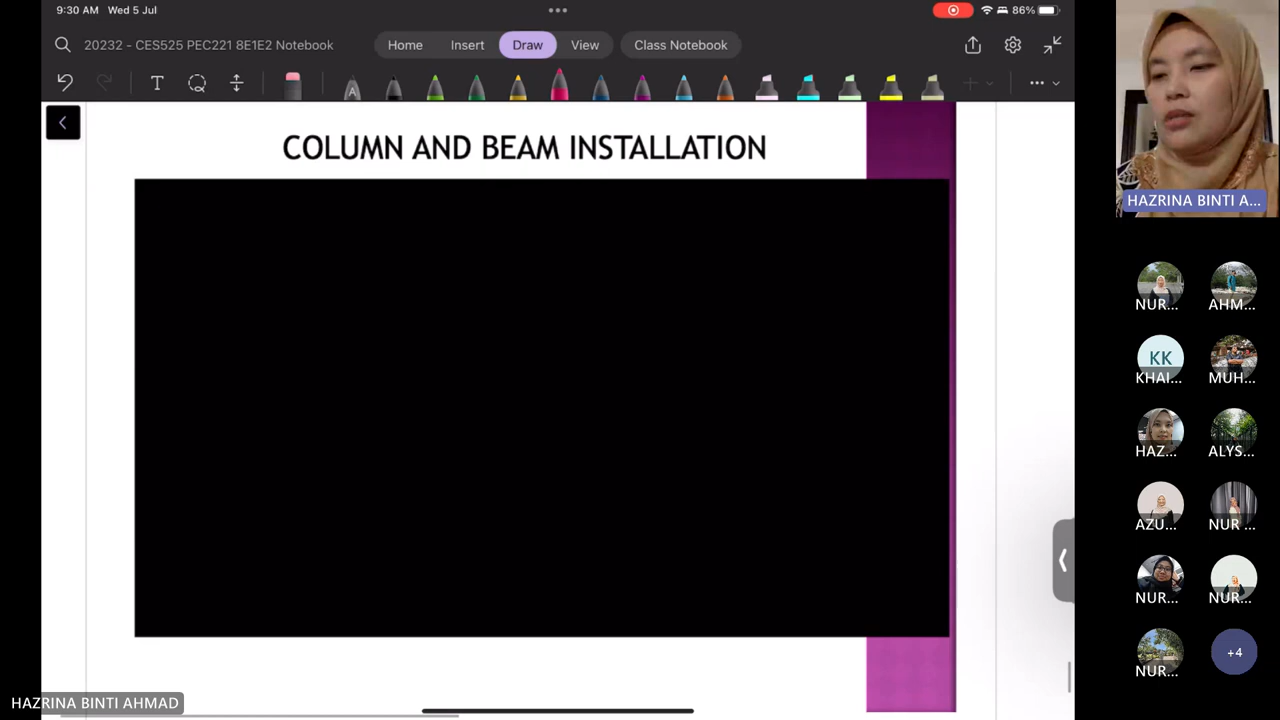 9:30 AM Wed 5 Jul
86%
20232 - CES525 PEC221 8E1E2 Notebook
Home
Insert
Draw
View
Class Notebook
T
A
COLUMN AND BEAM INSTALLATION
HAZRINA BINTI A...
NUR...
AHM...
KK
KHAI...
MUH...
HAZ...
ALYS...
AZU...
NUR ...
NUR...
NUR...
NUR...
+4
HAZRINA BINTI AHMAD